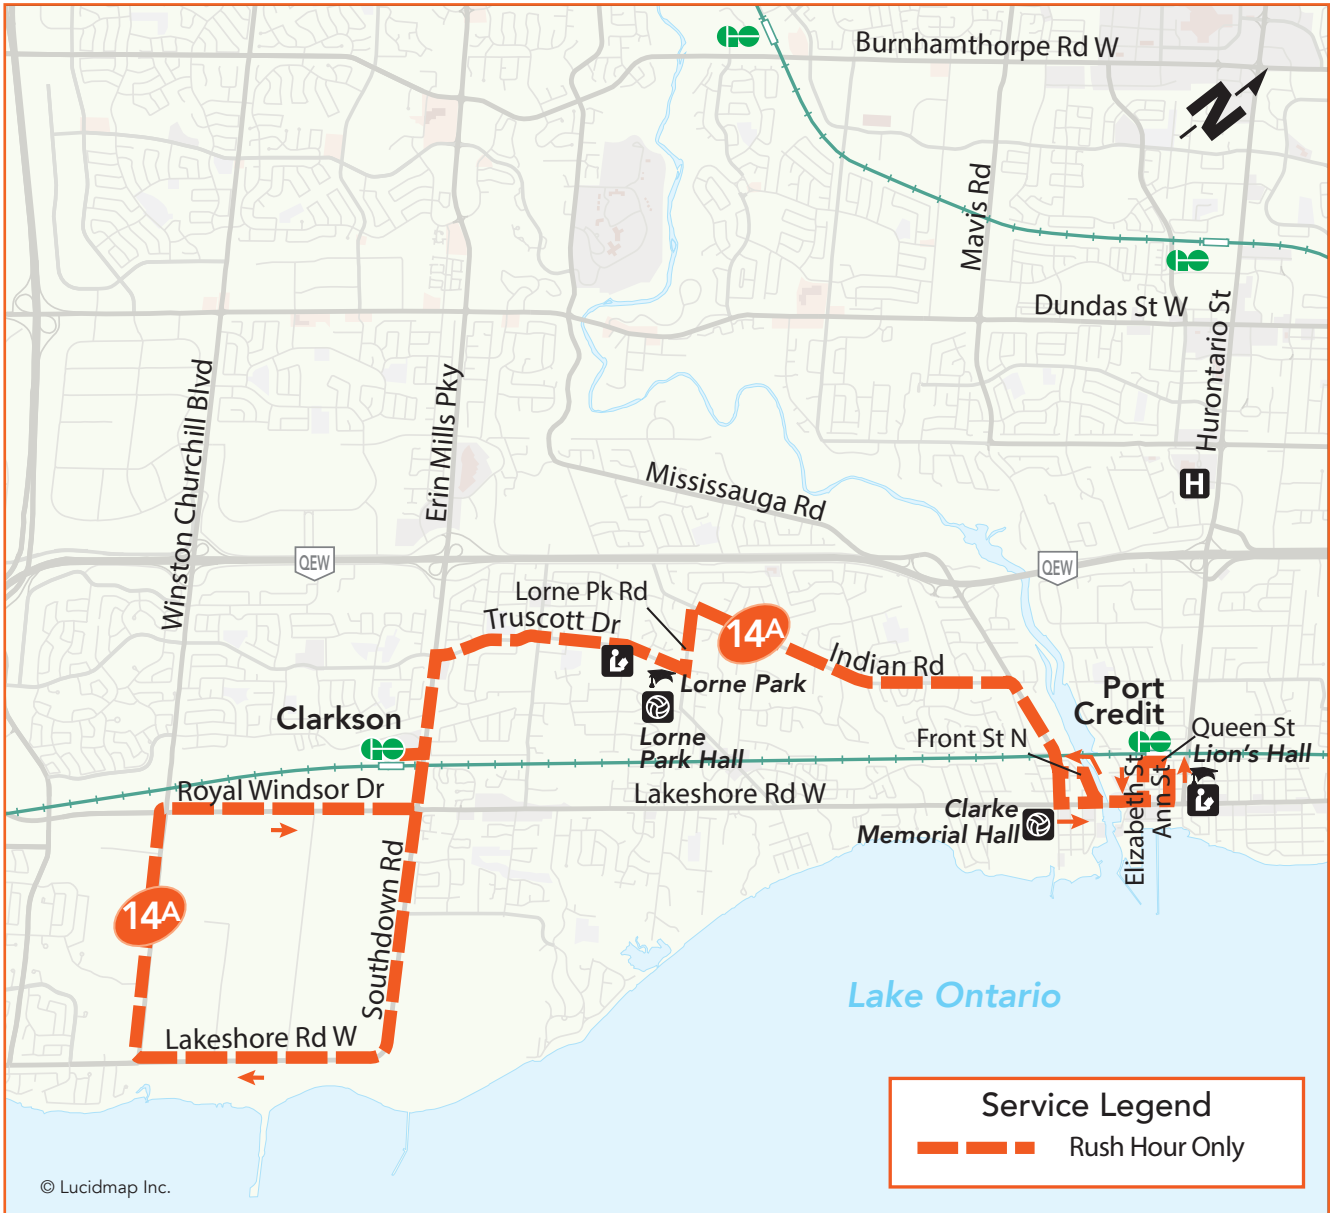 Burnhamthorpe Rd W
N
Mavis Rd
Dundas St W
Hurontario St
Winston Churchill Blvd
Erin Mills Pky
Mississauga Rd
H
QEW
QEW
Lorne Pk Rd
Truscott Dr
14A
Indian Rd
Lorne Park
Lorne
Park Hall
Clarkson
Port
Credit
Queen St
Lion's Hall
Front St N
Royal Windsor Dr
Lakeshore Rd W
Clarke
Memorial Hall
Elizabeth St
Ann St
14A
Southdown Rd
Lakeshore Rd W
Lake Ontario
Service Legend
Rush Hour Only
© Lucidmap Inc.